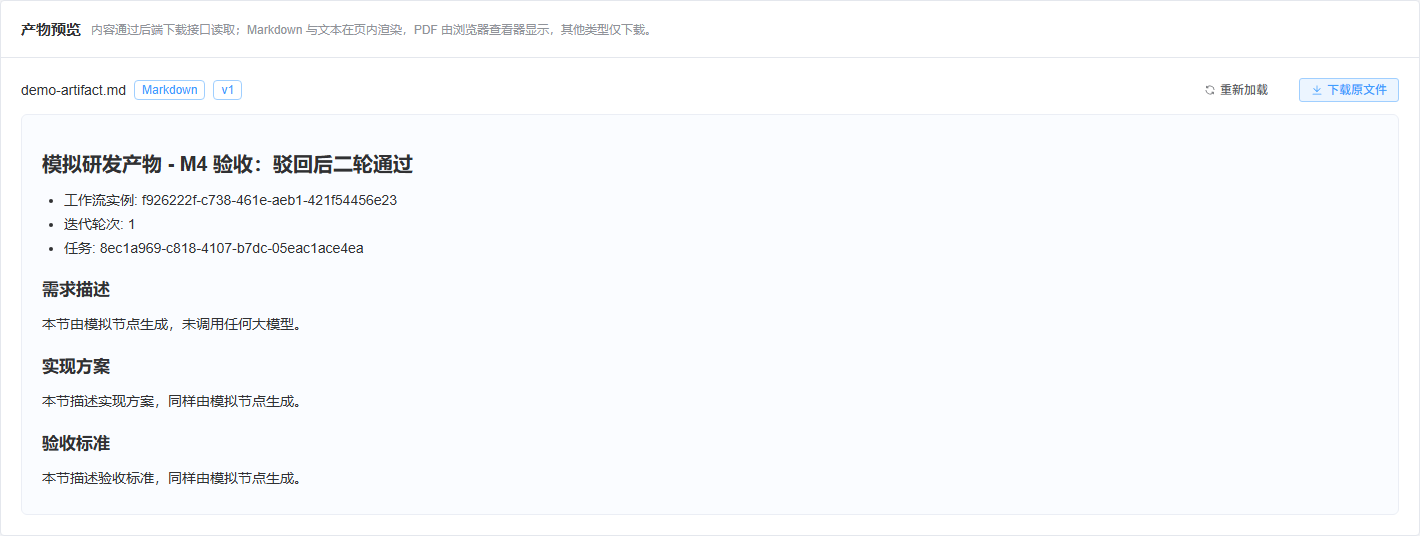 产物预览 内容通过后端下载接口读取；Markdown 与文本在页内渲染，PDF 由浏览器查看器显示，其他类型仅下载。
demo-artifact.md Markdown v1 重新加载 下载原文件
模拟研发产物 - M4 验收：驳回后二轮通过
• 工作流实例: f926222f-c738-461e-aeb1-421f54456e23
• 迭代轮次: 1
• 任务: 8ec1a969-c818-4107-b7dc-05eac1ace4ea
需求描述
本节由模拟节点生成，未调用任何大模型。
实现方案
本节描述实现方案，同样由模拟节点生成。
验收标准
本节描述验收标准，同样由模拟节点生成。